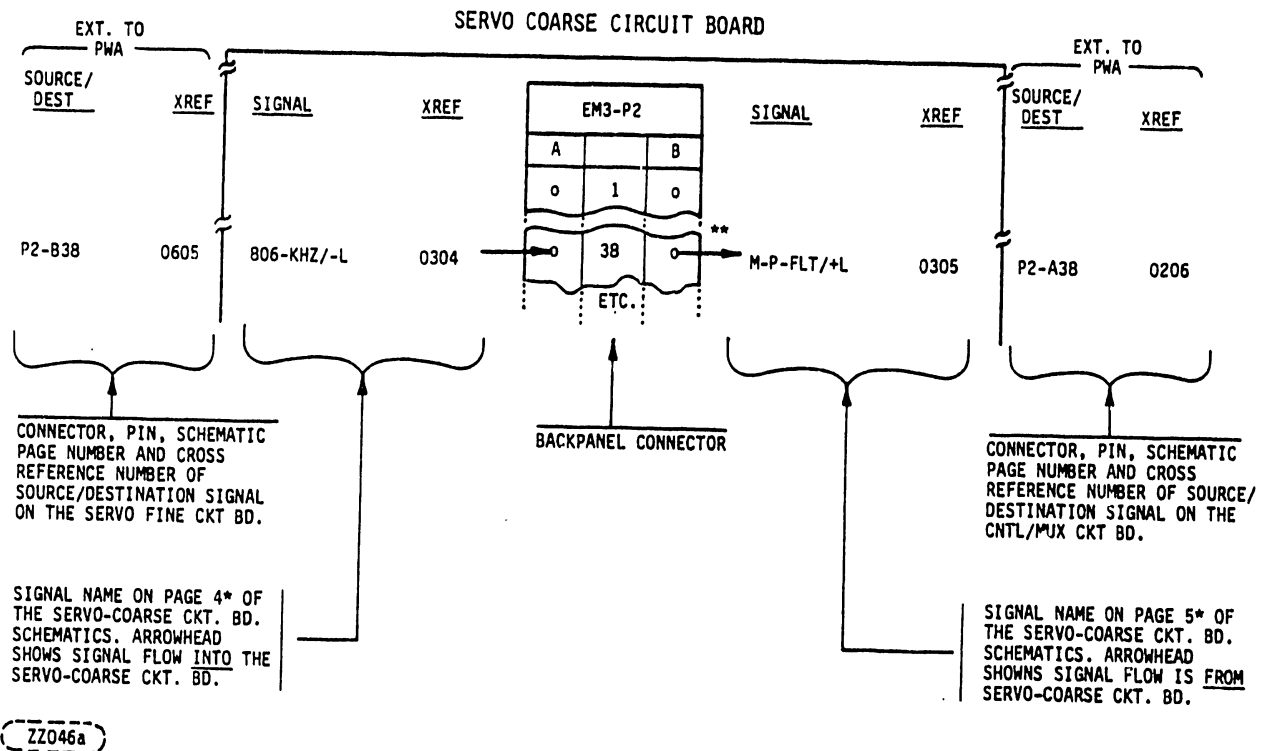 SERVO COARSE CIRCUIT BOARD
EXT. TO
PWA
SOURCE/
DEST
XREF
SIGNAL
XREF
EM3-P2
A
B
o 1 o
SIGNAL
XREF
EXT. TO
PWA
SOURCE/
DEST
XREF
P2-B38
0605
806-KHZ/-L
0304
o 38 o
**
M-P-FLT/+L
0305
P2-A38
0206
ETC.
CONNECTOR, PIN, SCHEMATIC
PAGE NUMBER AND CROSS
REFERENCE NUMBER OF
SOURCE/DESTINATION SIGNAL
ON THE SERVO FINE CKT BD.
BACKPANEL CONNECTOR
CONNECTOR, PIN, SCHEMATIC
PAGE NUMBER AND CROSS
REFERENCE NUMBER OF SOURCE/
DESTINATION SIGNAL ON THE
CNTL/MUX CKT BD.
SIGNAL NAME ON PAGE 4* OF
THE SERVO-COARSE CKT. BD.
SCHEMATICS. ARROWHEAD
SHOWS SIGNAL FLOW INTO THE
SERVO-COARSE CKT. BD.
SIGNAL NAME ON PAGE 5* OF
THE SERVO-COARSE CKT. BD.
SCHEMATICS. ARROWHEAD
SHOWNS SIGNAL FLOW IS FROM
SERVO-COARSE CKT. BD.
ZZ046a